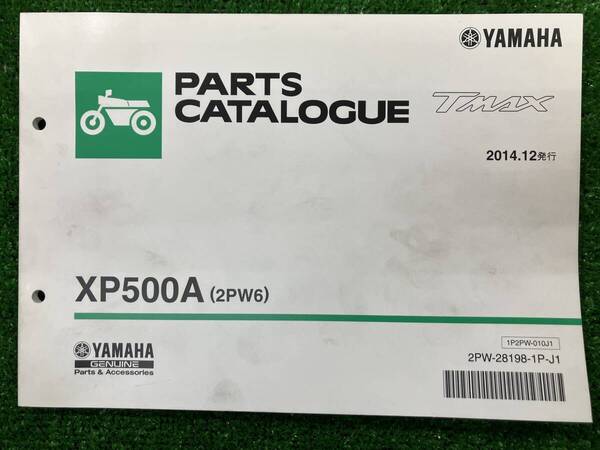 YAMAHA
PARTS
CATALOGUE
TMAX
2014.12発行
XP500A (2PW6)
1P2PW-010J1
2PW-28198-1P-J1
YAMAHA
GENUINE
Parts & Accessories